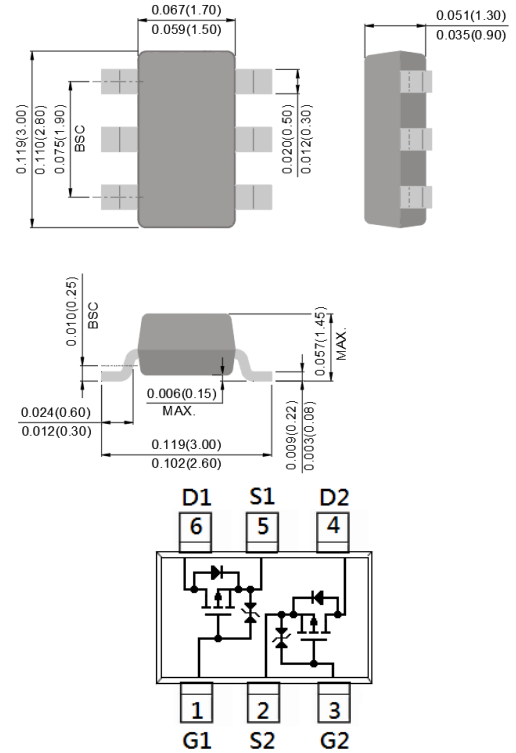 0.067(1.70)
0.059(1.50)
0.051(1.30)
0.035(0.90)
0.119(3.00)
0.110(2.80)
0.075(1.90)
BSC
0.020(0.50)
0.012(0.30)
0.010(0.25)
BSC
0.057(1.45)
MAX.
0.006(0.15)
MAX.
0.009(0.22)
0.003(0.08)
0.024(0.60)
0.012(0.30)
0.119(3.00)
0.102(2.60)
D1 S1 D2
6 5 4
1 2 3
G1 S2 G2